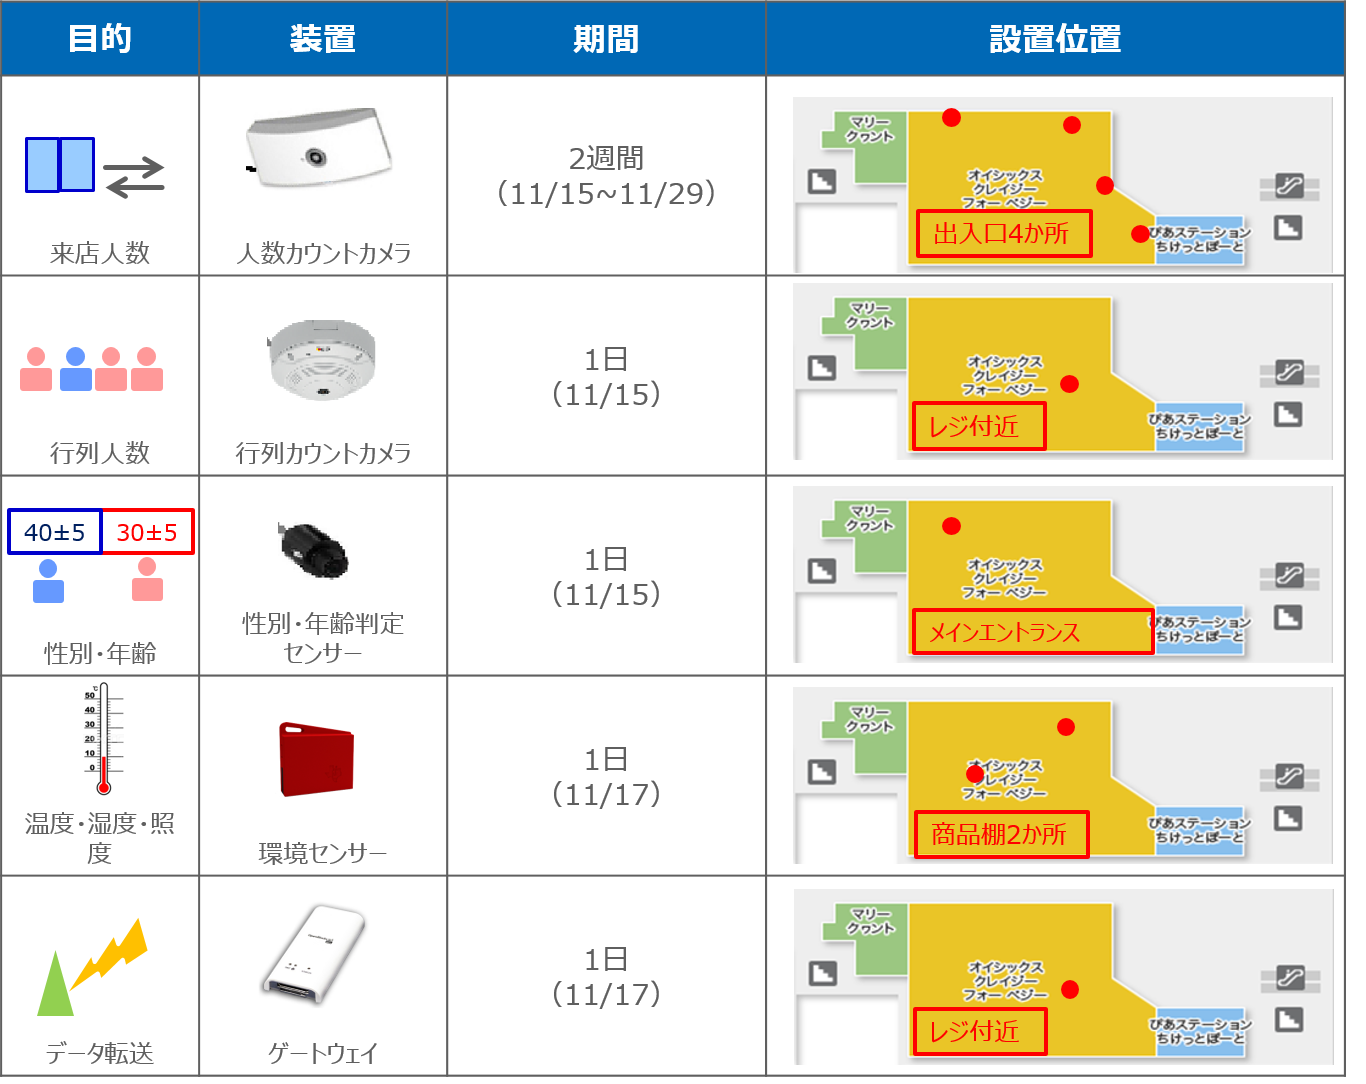 目的
装置
期間
設置位置
来店人数
人数カウントカメラ
2週間
（11/15~11/29）
マリー
クヮント
オイシックス
クレイジー
フォー ベジー
出入口4か所
ぴあステーション
ちけっとぽーと
行列人数
行列カウントカメラ
1日
（11/15）
マリー
クヮント
オイシックス
クレイジー
フォー ベジー
レジ付近
ぴあステーション
ちけっとぽーと
40±5
30±5
性別・年齢
性別・年齢判定
センサー
1日
（11/15）
マリー
クヮント
オイシックス
クレイジー
フォー ベジー
メインエントランス
ぴあステーション
ちけっとぽーと
℃
50
40
30
20
10
0
温度・湿度・照
度
環境センサー
1日
（11/17）
マリー
クヮント
オイシックス
クレイジー
フォー ベジー
商品棚2か所
ぴあステーション
ちけっとぽーと
データ転送
ゲートウェイ
1日
（11/17）
マリー
クヮント
オイシックス
クレイジー
フォー ベジー
レジ付近
ぴあステーション
ちけっとぽーと